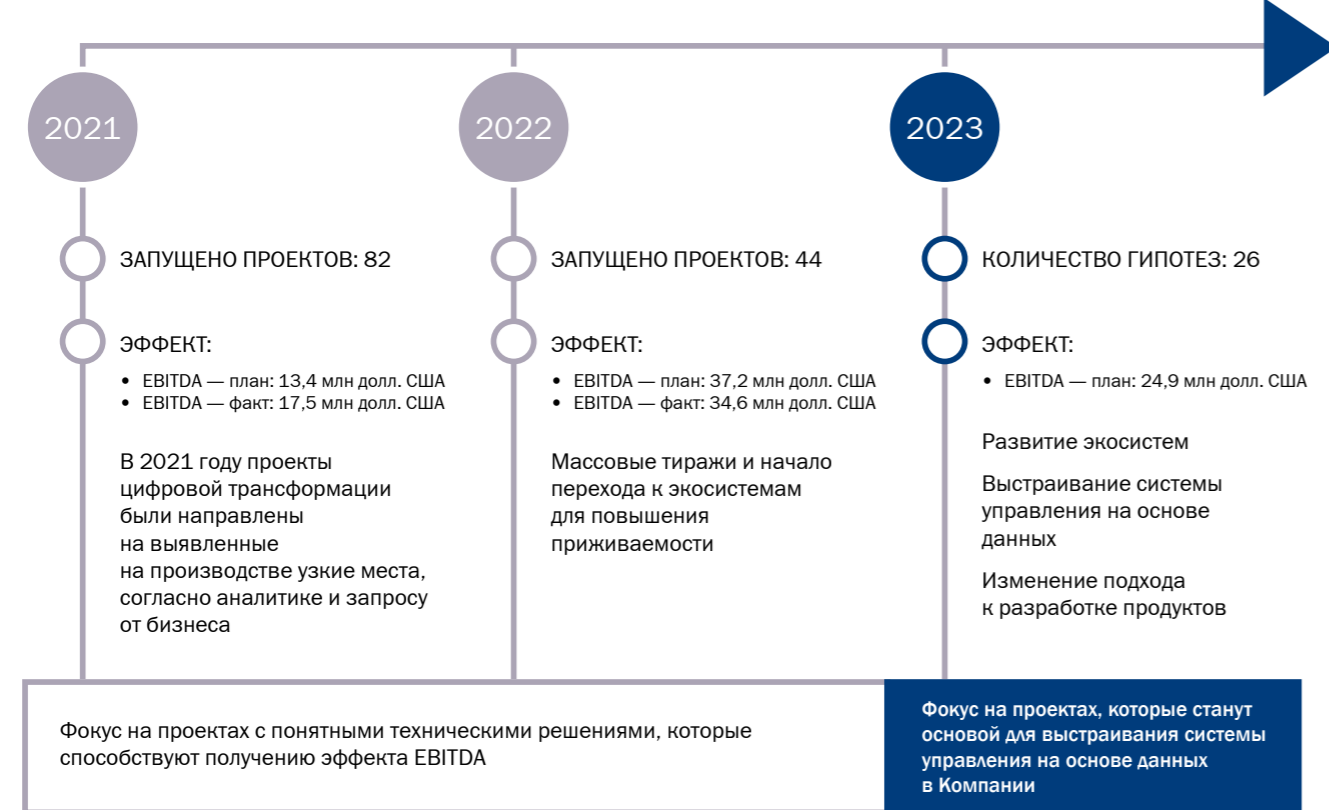 2021
ЗАПУЩЕНО ПРОЕКТОВ: 82
ЭФФЕКТ:
• EBITDA — план: 13,4 млн долл. США
• EBITDA — факт: 17,5 млн долл. США
В 2021 году проекты
цифровой трансформации
были направлены
на выявленные
на производстве узкие места,
согласно аналитике и запросу
от бизнеса
2022
ЗАПУЩЕНО ПРОЕКТОВ: 44
ЭФФЕКТ:
• EBITDA — план: 37,2 млн долл. США
• EBITDA — факт: 34,6 млн долл. США
Массовые тиражи и начало
перехода к экосистемам
для повышения
приживаемости
2023
КОЛИЧЕСТВО ГИПОТЕЗ: 26
ЭФФЕКТ:
• EBITDA — план: 24,9 млн долл. США
Развитие экосистем
Выстраивание системы
управления на основе
данных
Изменение подхода
к разработке продуктов
Фокус на проектах с понятными техническими решениями, которые
способствуют получению эффекта EBITDA
Фокус на проектах, которые станут
основой для выстраивания системы
управления на основе данных
в Компании